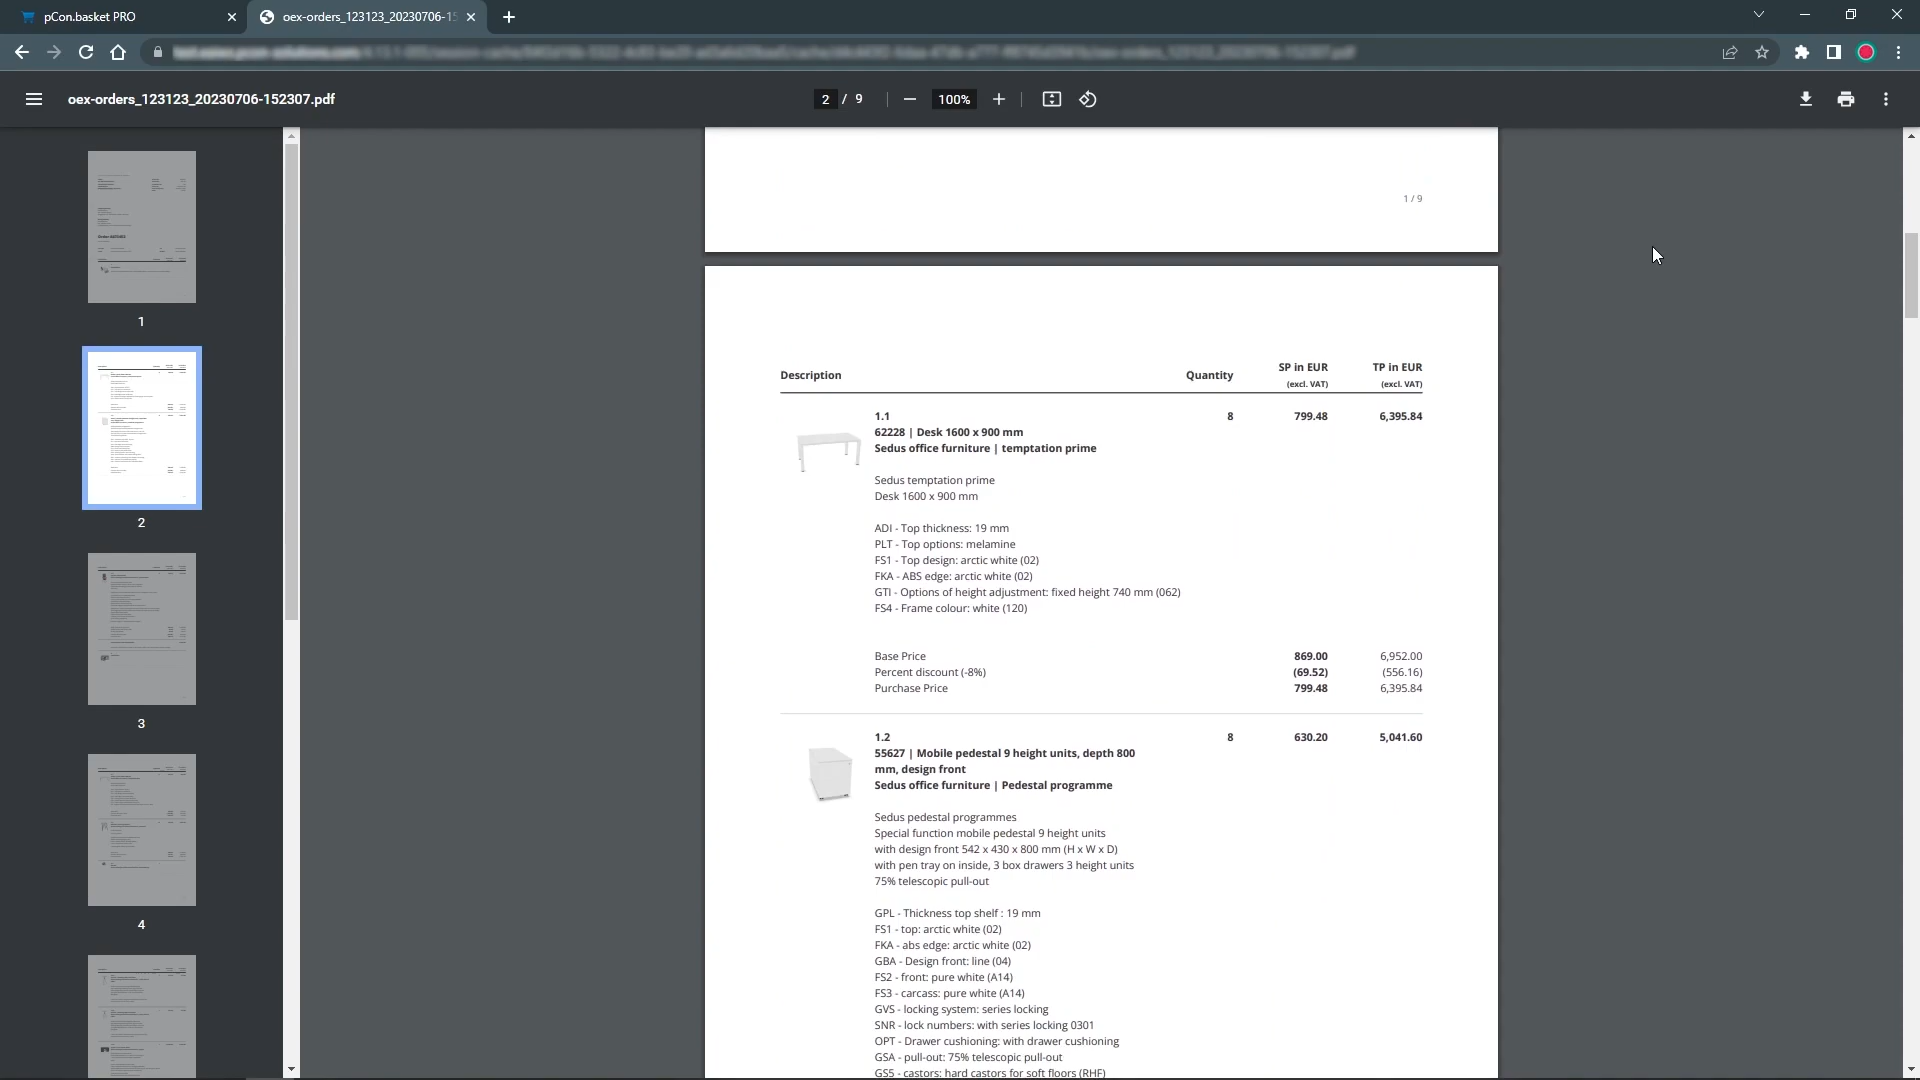 pCon.basket PRO
oex-orders_123123_20230706-15
oex-orders_123123_20230706-152307.pdf
2 / 9
100%
1
2
3
4
1 / 9
Description Quantity SP in EUR TP in EUR
(excl. VAT) (excl. VAT)
1.1 8 799.48 6,395.84
62228 | Desk 1600 x 900 mm
Sedus office furniture | temptation prime
Sedus temptation prime
Desk 1600 x 900 mm
ADI - Top thickness: 19 mm
PLT - Top options: melamine
FS1 - Top design: arctic white (02)
FKA - ABS edge: arctic white (02)
GTI - Options of height adjustment: fixed height 740 mm (062)
FS4 - Frame colour: white (120)
Base Price 869.00 6,952.00
Percent discount (-8%) (69.52) (556.16)
Purchase Price 799.48 6,395.84
1.2 8 630.20 5,041.60
55627 | Mobile pedestal 9 height units, depth 800
mm, design front
Sedus office furniture | Pedestal programme
Sedus pedestal programmes
Special function mobile pedestal 9 height units
with design front 542 x 430 x 800 mm (H x W x D)
with pen tray on inside, 3 box drawers 3 height units
75% telescopic pull-out
GPL - Thickness top shelf : 19 mm
FS1 - top: arctic white (02)
FKA - abs edge: arctic white (02)
GBA - Design front: line (04)
FS2 - front: pure white (A14)
FS3 - carcass: pure white (A14)
GVS - locking system: series locking
SNR - lock numbers: with series locking 0301
OPT - Drawer cushioning: with drawer cushioning
GSA - pull-out: 75% telescopic pull-out
GS5 - castors: hard castors for soft floors (RHF)